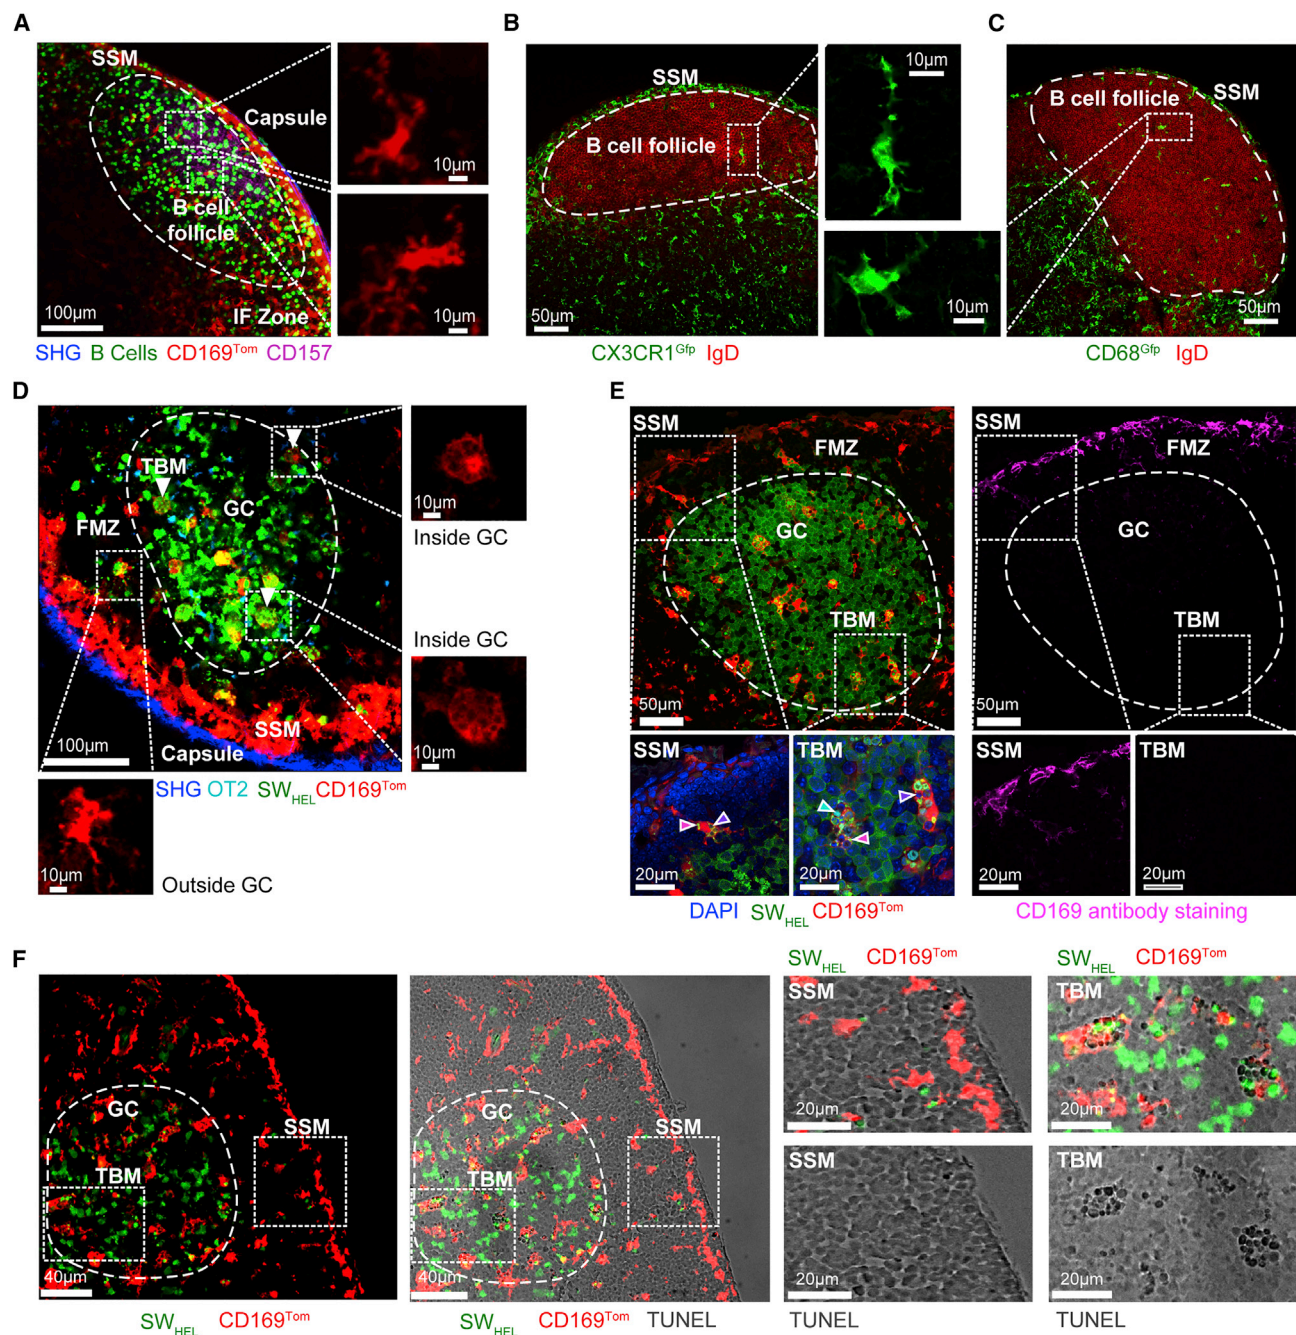 A
SSM
Capsule
B cell
follicle
IF Zone
100µm
10µm
10µm
SHG B Cells CD169Tom CD157
B
SSM
B cell follicle
50µm
10µm
10µm
CX3CR1Gfp IgD
C
B cell follicle
SSM
50µm
CD68Gfp IgD
D
TBM
GC
FMZ
SSM
Capsule
100µm
10µm
Inside GC
Inside GC
10µm
SHG OT2 SWHEL CD169Tom
10µm
Outside GC
E
SSM
FMZ
GC
TBM
50µm
SSM
FMZ
GC
TBM
50µm
SSM
20µm
TBM
20µm
SSM
20µm
TBM
20µm
DAPI SWHEL CD169Tom
CD169 antibody staining
F
GC
SSM
TBM
40µm
SWHEL CD169Tom
GC
SSM
TBM
40µm
SWHEL CD169Tom TUNEL
SWHEL CD169Tom
SSM
20µm
SSM
20µm
TUNEL
SWHEL CD169Tom
TBM
20µm
TBM
20µm
TUNEL